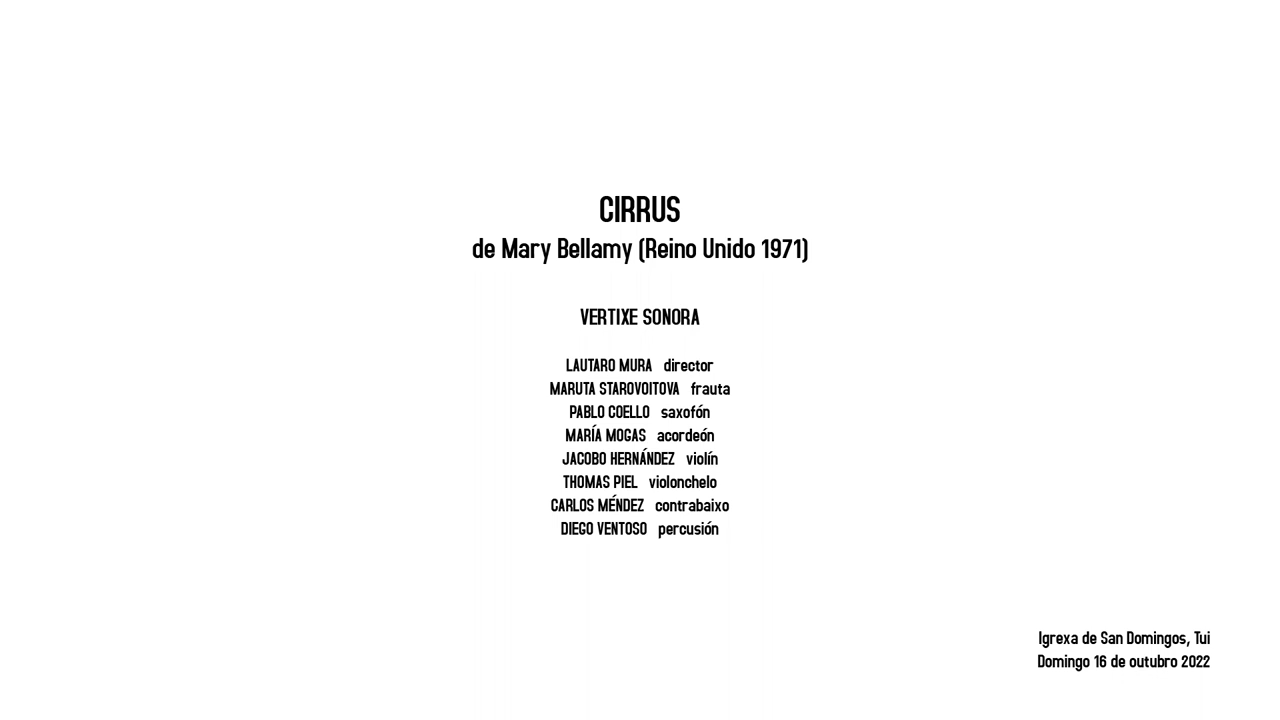 CIRRUS
de Mary Bellamy (Reino Unido 1971)
VERTIXE SONORA
LAUTARO MURA director
MARUTA STAROVOITOVA frauta
PABLO COELLO saxofón
MARÍA MOGAS acordeón
JACOBO HERNÁNDEZ violín
THOMAS PIEL violonchelo
CARLOS MÉNDEZ contrabaixo
DIEGO VENTOSO percusión
Igrexa de San Domingos, Tui
Domingo 16 de outubro 2022